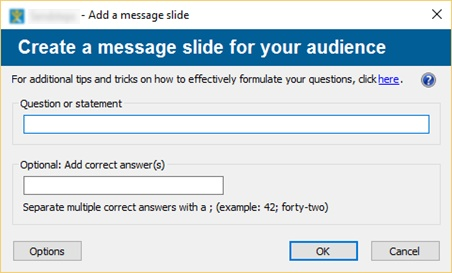 - Add a message slide
Create a message slide for your audience
For additional tips and tricks on how to effectively formulate your questions, click here.
Question or statement
Optional: Add correct answer(s)
Separate multiple correct answers with a ; (example: 42; forty-two)
Options OK Cancel